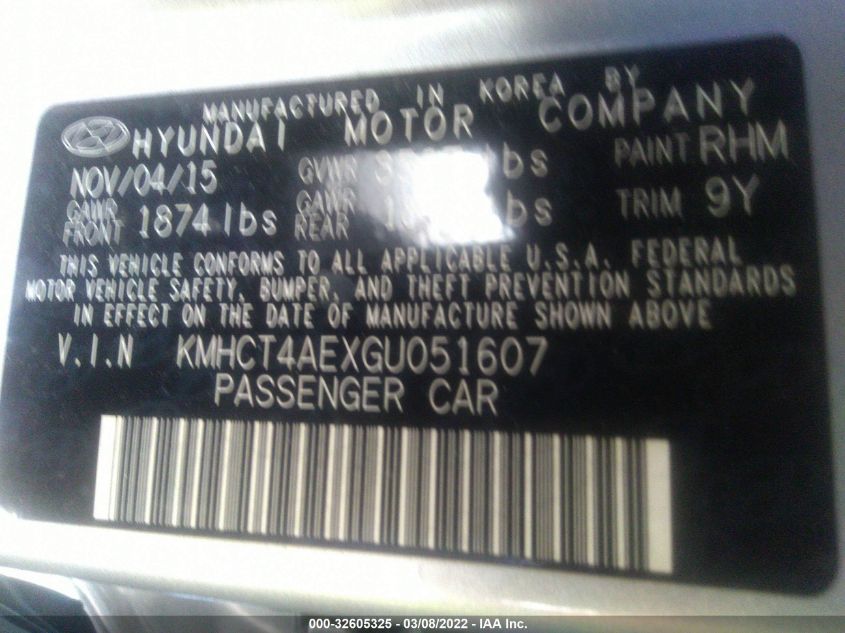 MANUFACTURED IN KOREA BY
HYUNDAI MOTOR COMPANY
NOV/04/15 GVWR lbs PAINT RHM
GAWR FRONT 1874 lbs GAWR REAR lbs TRIM 9Y
THIS VEHICLE CONFORMS TO ALL APPLICABLE U.S.A. FEDERAL
MOTOR VEHICLE SAFETY, BUMPER, AND THEFT PREVENTION STANDARDS
IN EFFECT ON THE DATE OF MANUFACTURE SHOWN ABOVE
V.I.N KMHCT4AEXGU051607
PASSENGER CAR
000-32605325 - 03/08/2022 - IAA Inc.